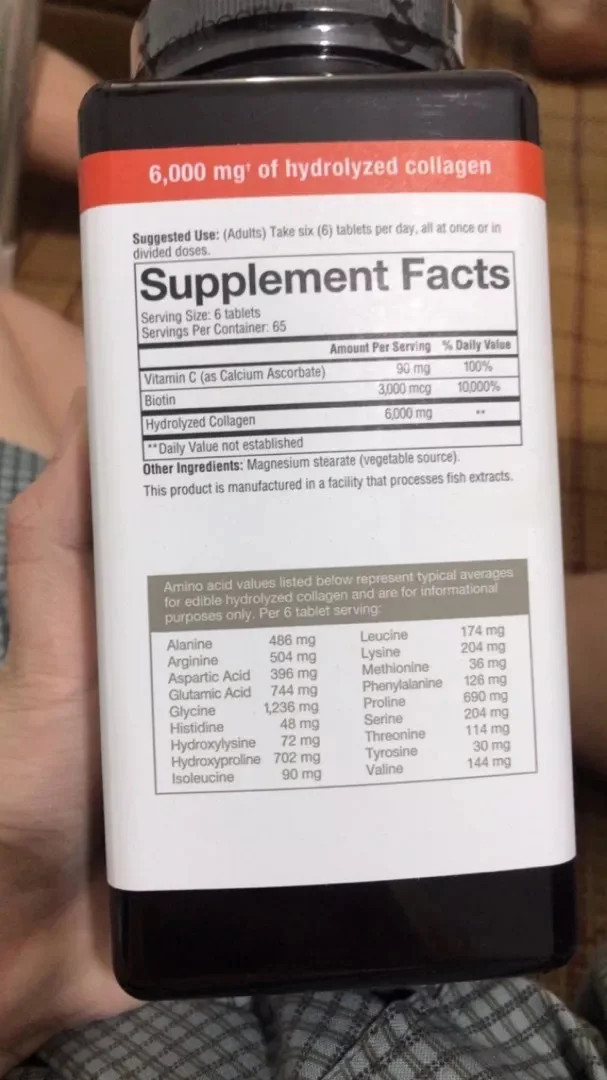 6,000 mg† of hydrolyzed collagen
Suggested Use: (Adults) Take six (6) tablets per day, all at once or in
divided doses.
Supplement Facts
Serving Size: 6 tablets
Servings Per Container: 65
Amount Per Serving % Daily Value
Vitamin C (as Calcium Ascorbate) 90 mg 100%
Biotin 3,000 mcg 10,000%
Hydrolyzed Collagen 6,000 mg **
**Daily Value not established
Other Ingredients: Magnesium stearate (vegetable source).
This product is manufactured in a facility that processes fish extracts.
Amino acid values listed below represent typical averages
for edible hydrolyzed collagen and are for informational
purposes only. Per 6 tablet serving:
Alanine 486 mg
Arginine 504 mg
Aspartic Acid 396 mg
Glutamic Acid 744 mg
Glycine 1,236 mg
Histidine 48 mg
Hydroxylysine 72 mg
Hydroxyproline 702 mg
Isoleucine 90 mg
Leucine 174 mg
Lysine 204 mg
Methionine 36 mg
Phenylalanine 126 mg
Proline 690 mg
Serine 204 mg
Threonine 114 mg
Tyrosine 30 mg
Valine 144 mg